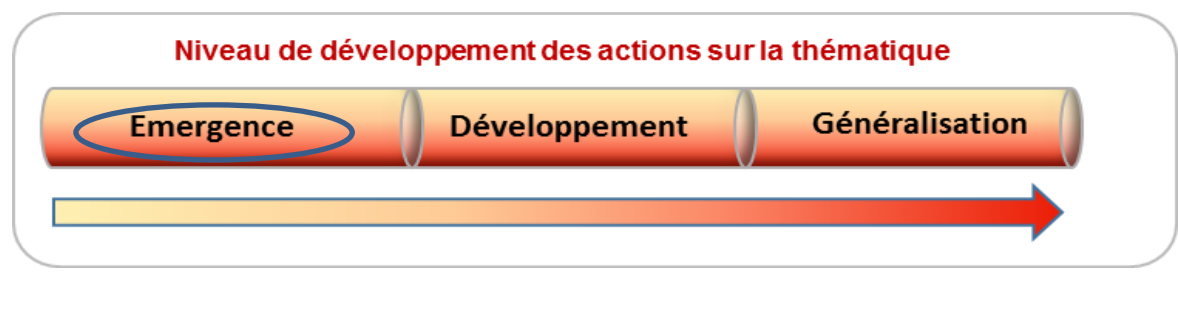 Niveau de développement des actions sur la thématique
Emergence Développement Généralisation